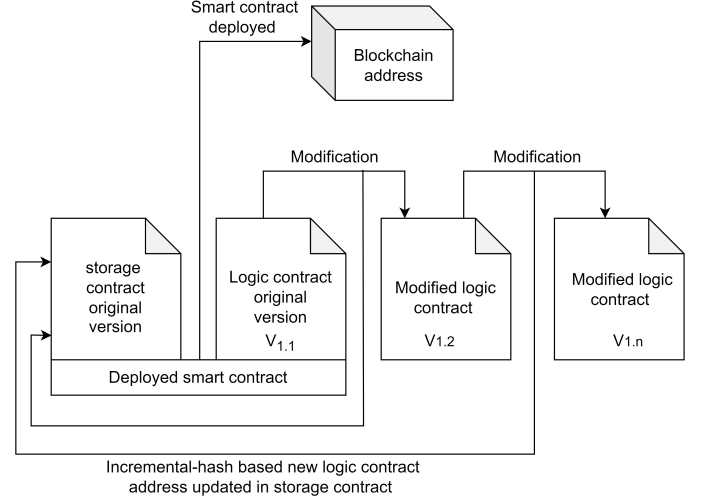 Smart contract
deployed
Blockchain
address
Modification
Modification
storage
contract
original
version
Logic contract
original
version
V1.1
Modified logic
contract
V1.2
Modified logic
contract
V1.n
Deployed smart contract
Incremental-hash based new logic contract
address updated in storage contract